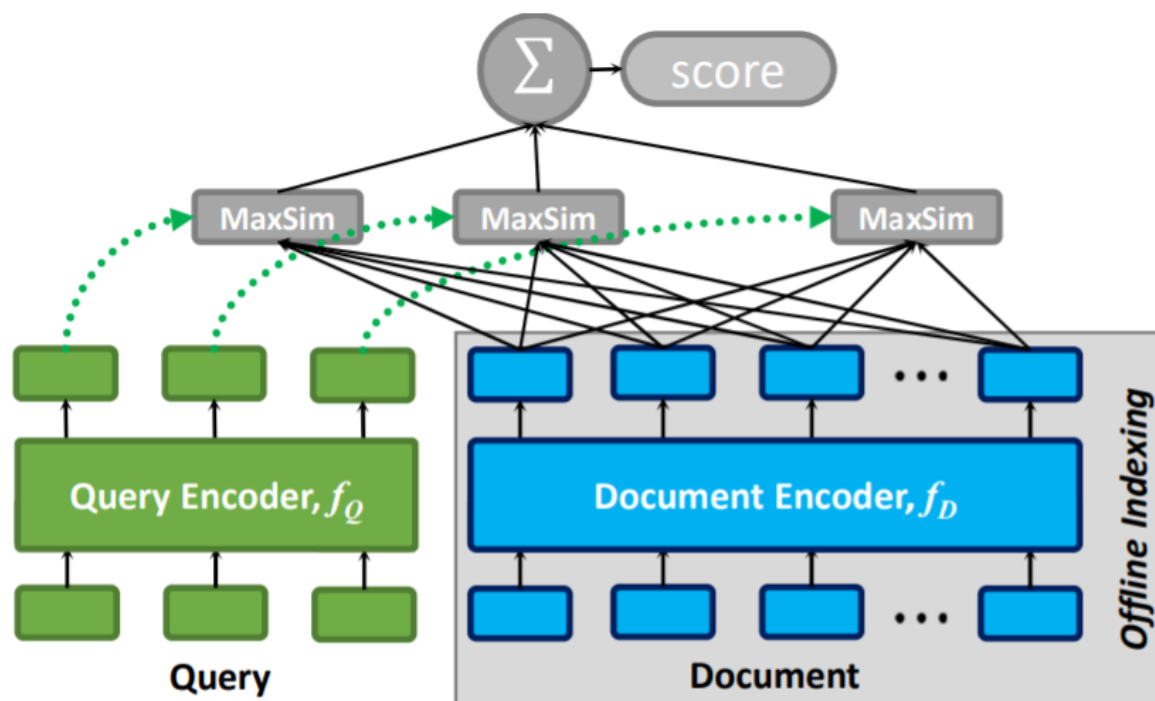 Σ
score
MaxSim
MaxSim
MaxSim
Query Encoder, f_Q
Document Encoder, f_D
Offline Indexing
Query
Document